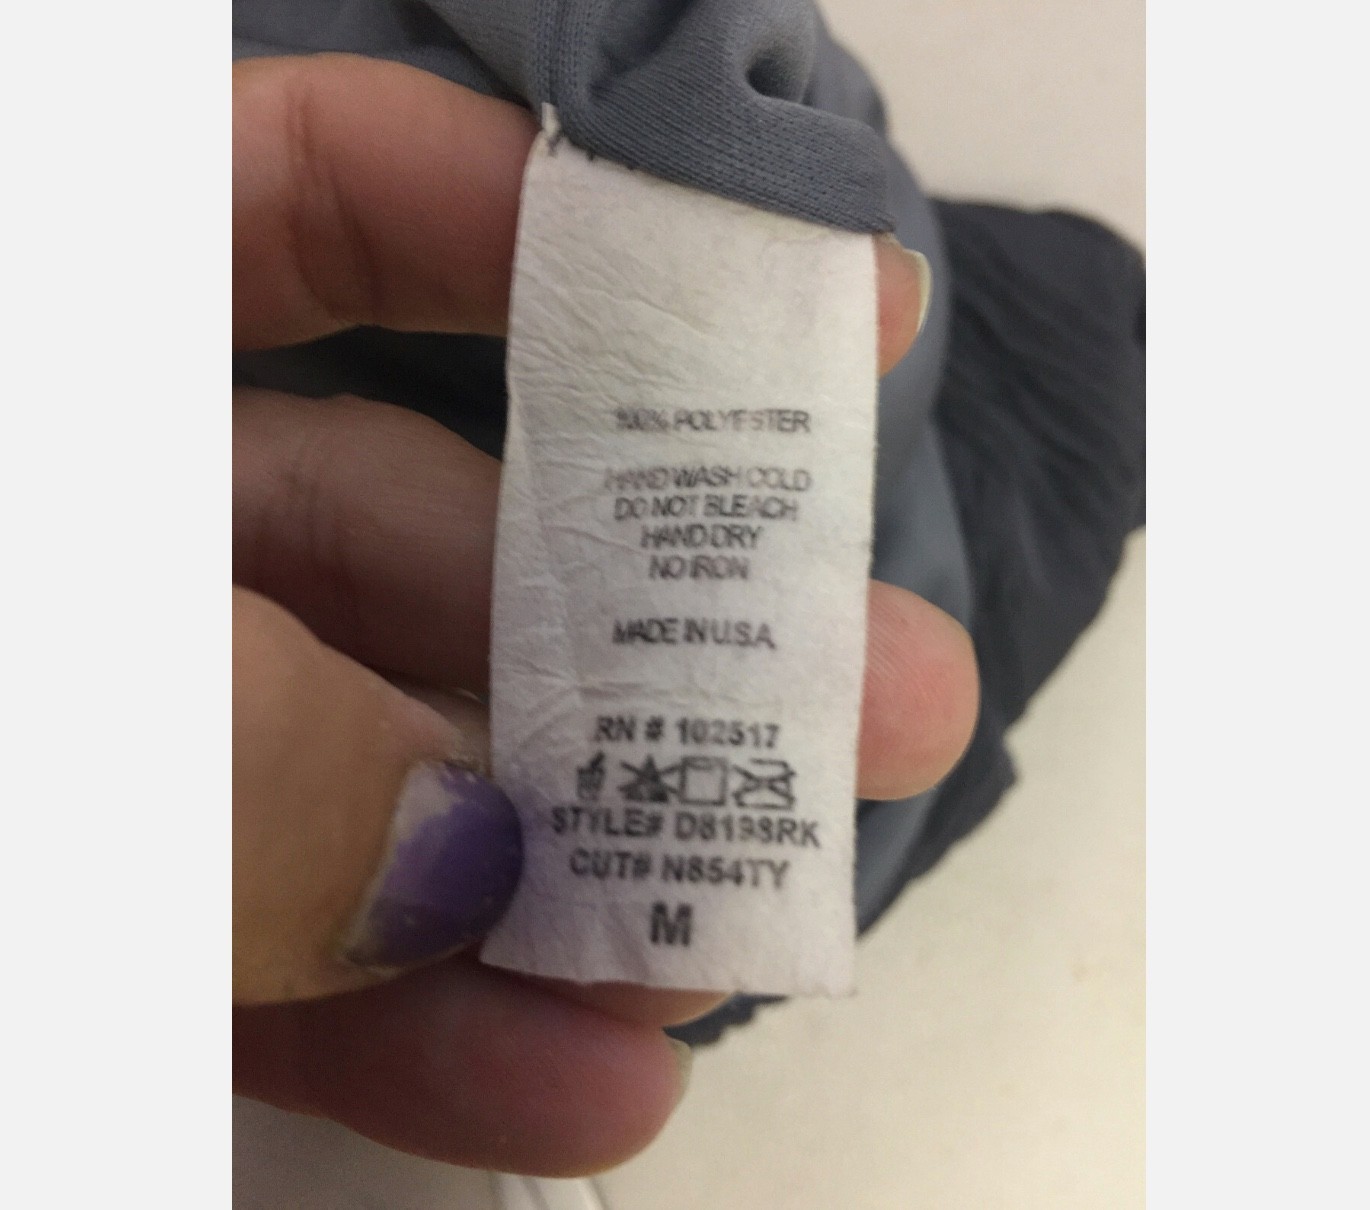 100% POLYESTER
HAND WASH COLD
DO NOT BLEACH
HAND DRY
NO IRON
MADE IN U.S.A.
RN # 102517
STYLE# D8198RK
CUT# N854TY
M